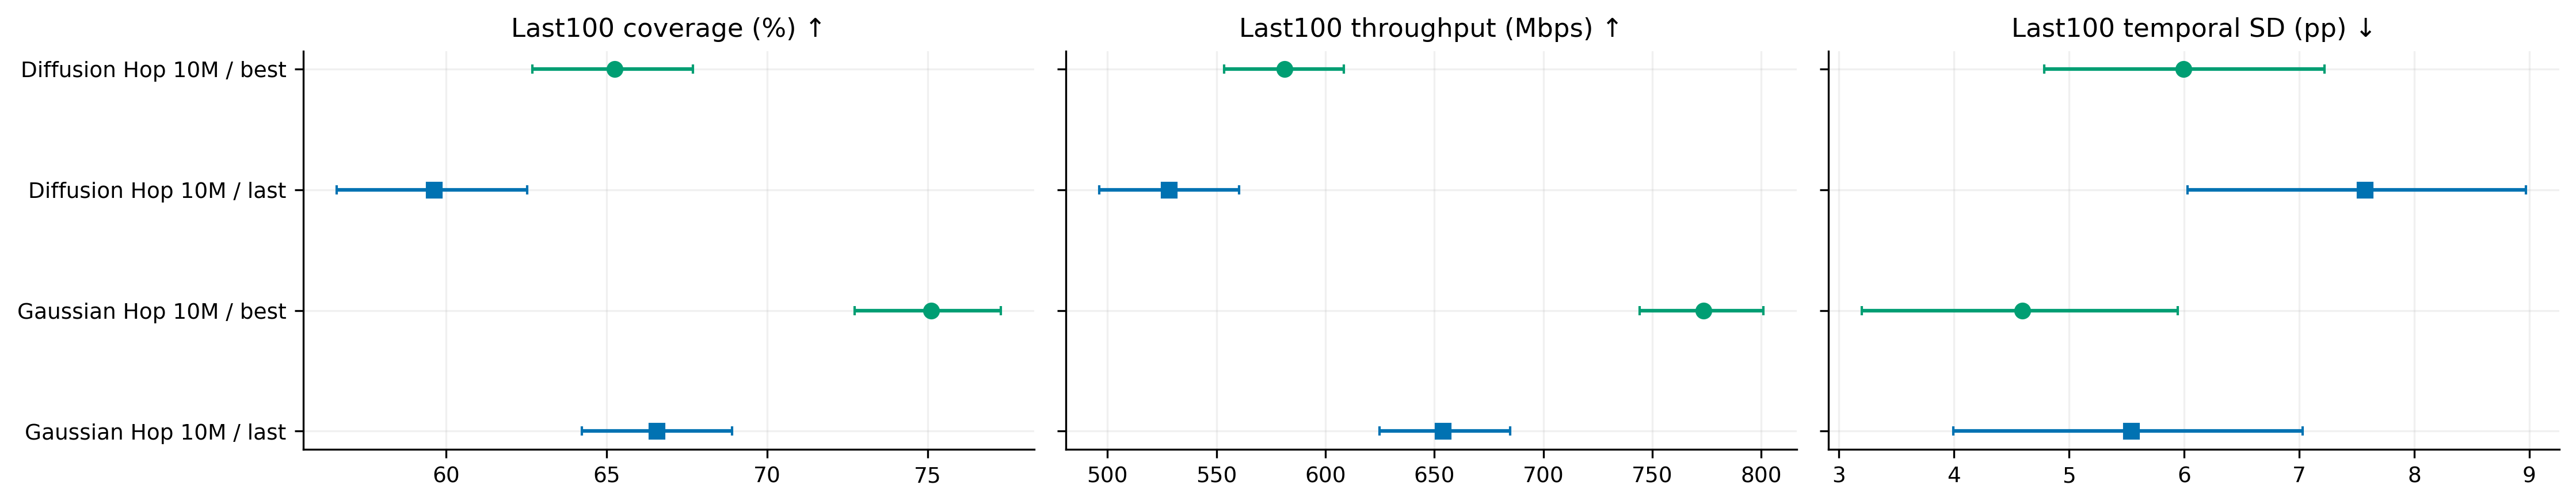 Last100 coverage (%) ↑
Last100 throughput (Mbps) ↑
Last100 temporal SD (pp) ↓
Diffusion Hop 10M / best
Diffusion Hop 10M / last
Gaussian Hop 10M / best
Gaussian Hop 10M / last
60 65 70 75
500 550 600 650 700 750 800
3 4 5 6 7 8 9